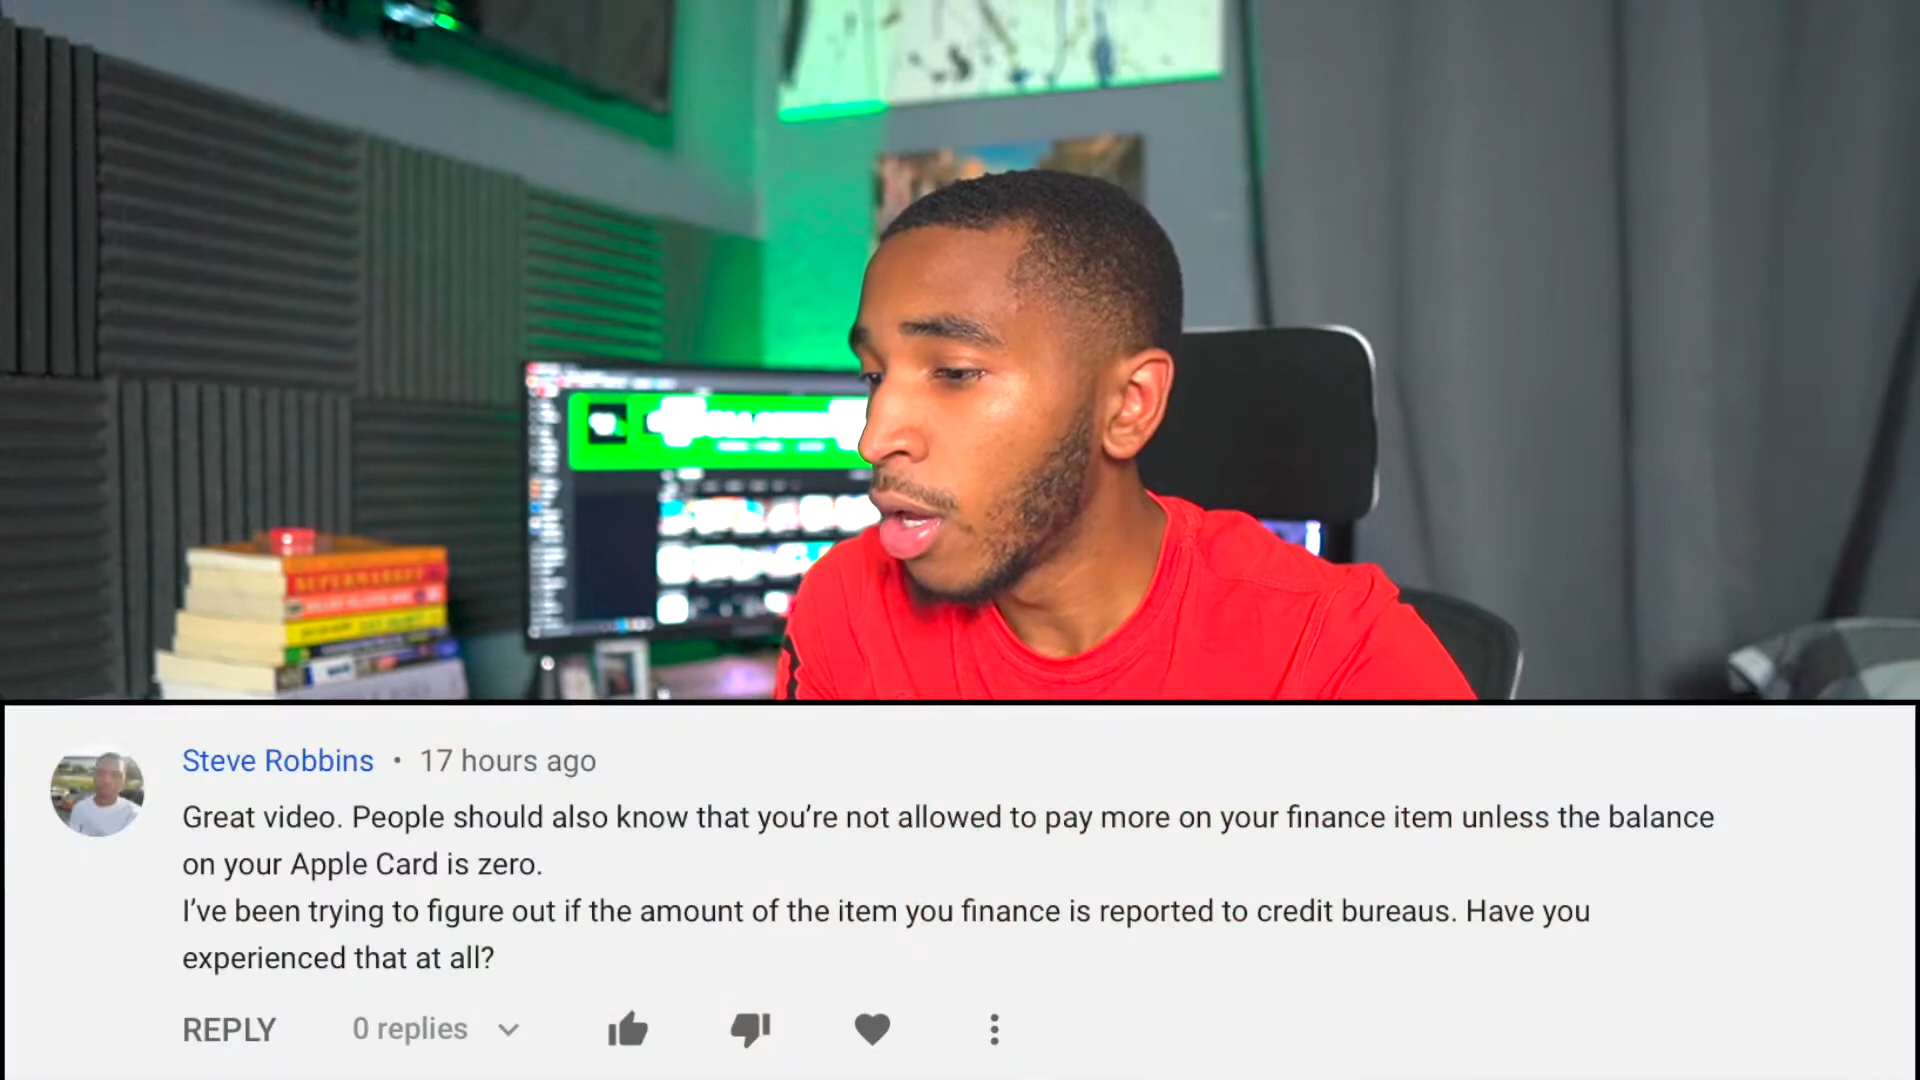 SUPERMARKET
Steve Robbins • 17 hours ago
Great video. People should also know that you’re not allowed to pay more on your finance item unless the balance
on your Apple Card is zero.
I’ve been trying to figure out if the amount of the item you finance is reported to credit bureaus. Have you
experienced that at all?
REPLY 0 replies